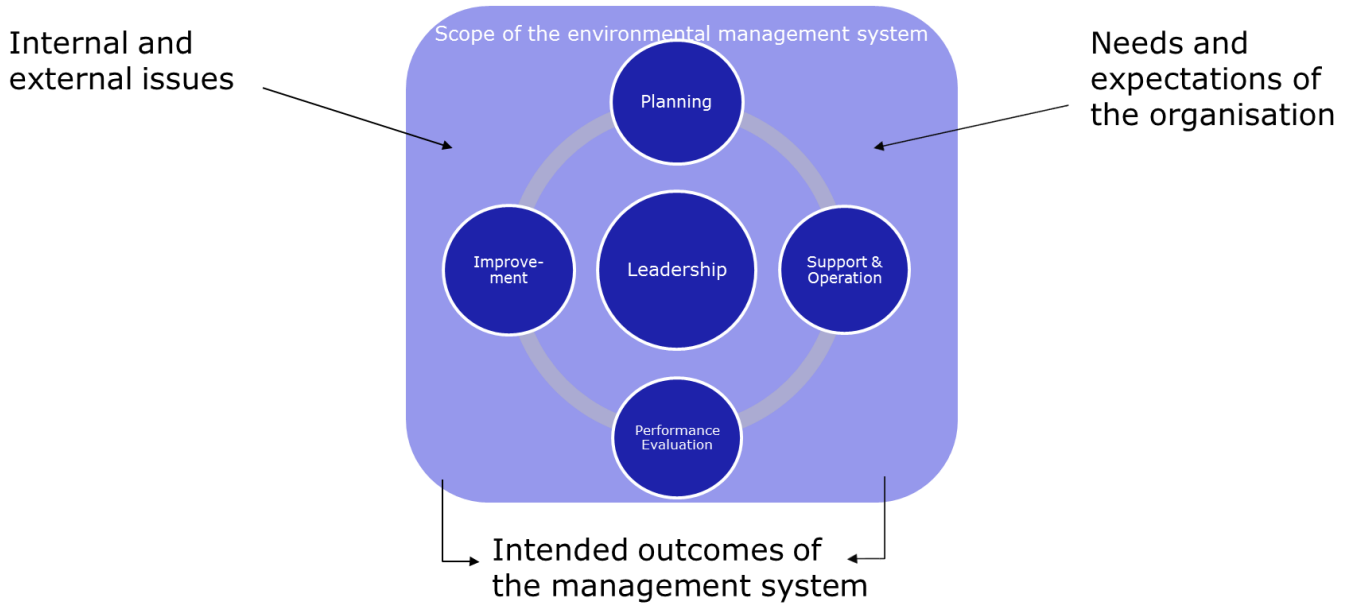 Internal and
external issues
Scope of the environmental management system
Needs and
expectations of
the organisation
Planning
Improve-
ment
Leadership
Support &
Operation
Performance
Evaluation
Intended outcomes of
the management system